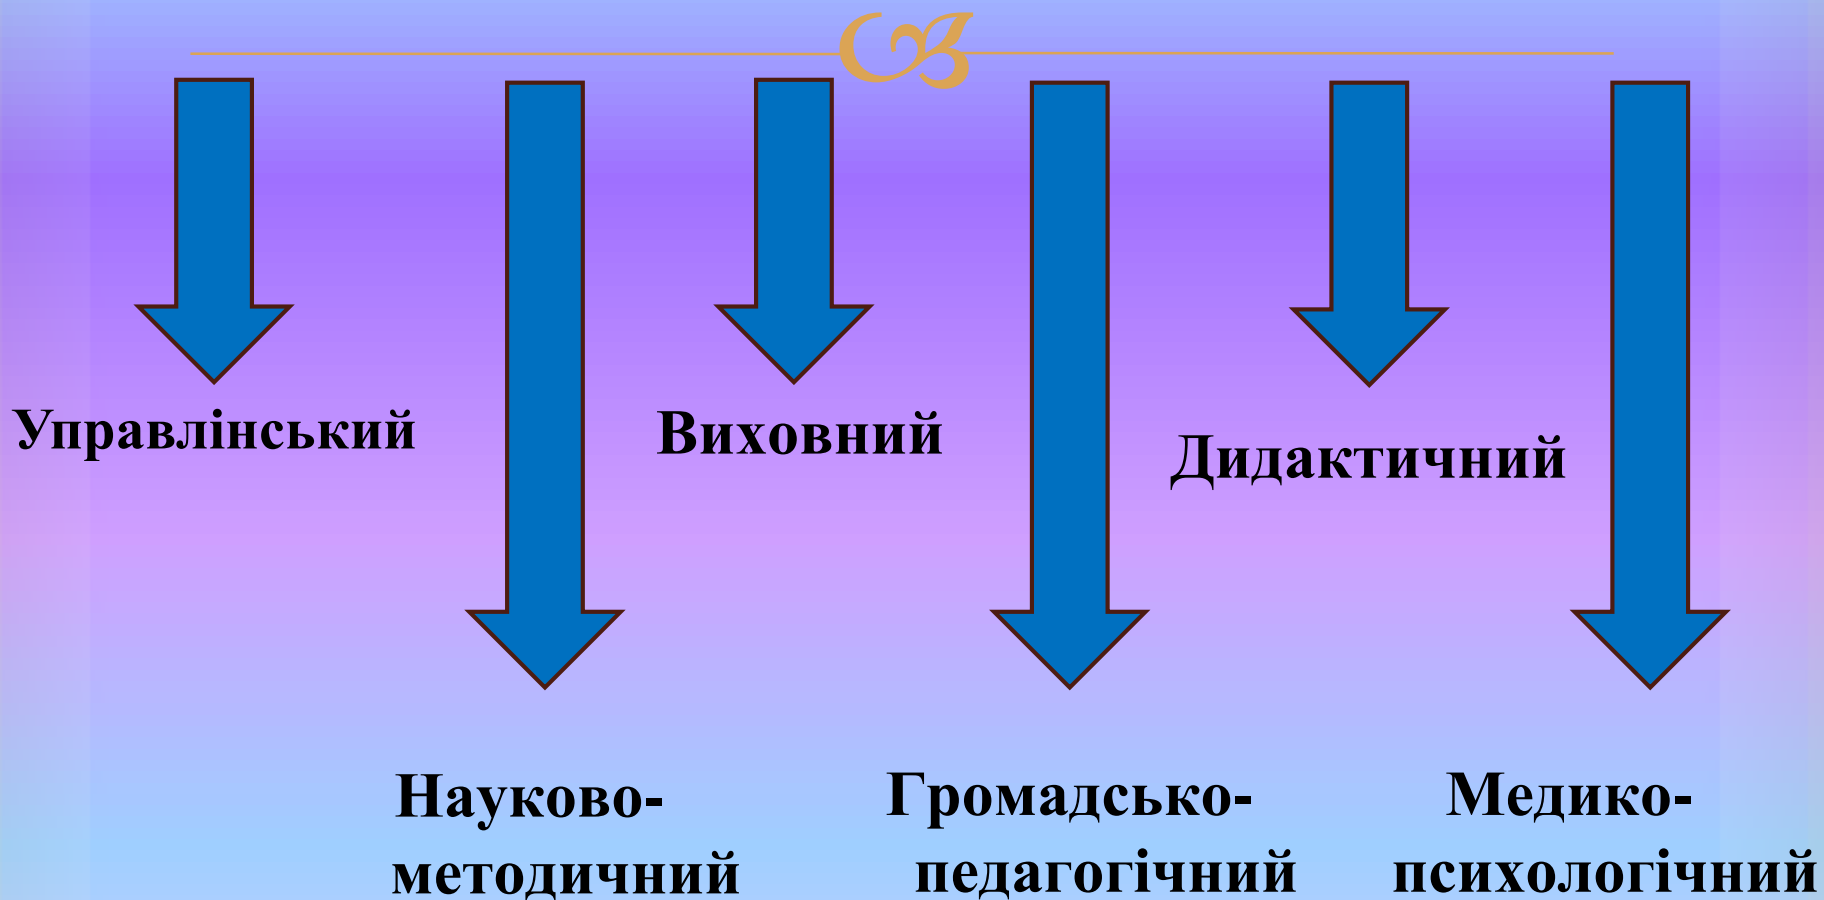 Управлінський
Виховний
Дидактичний
Науково-
методичний
Громадсько-
педагогічний
Медико-
психологічний